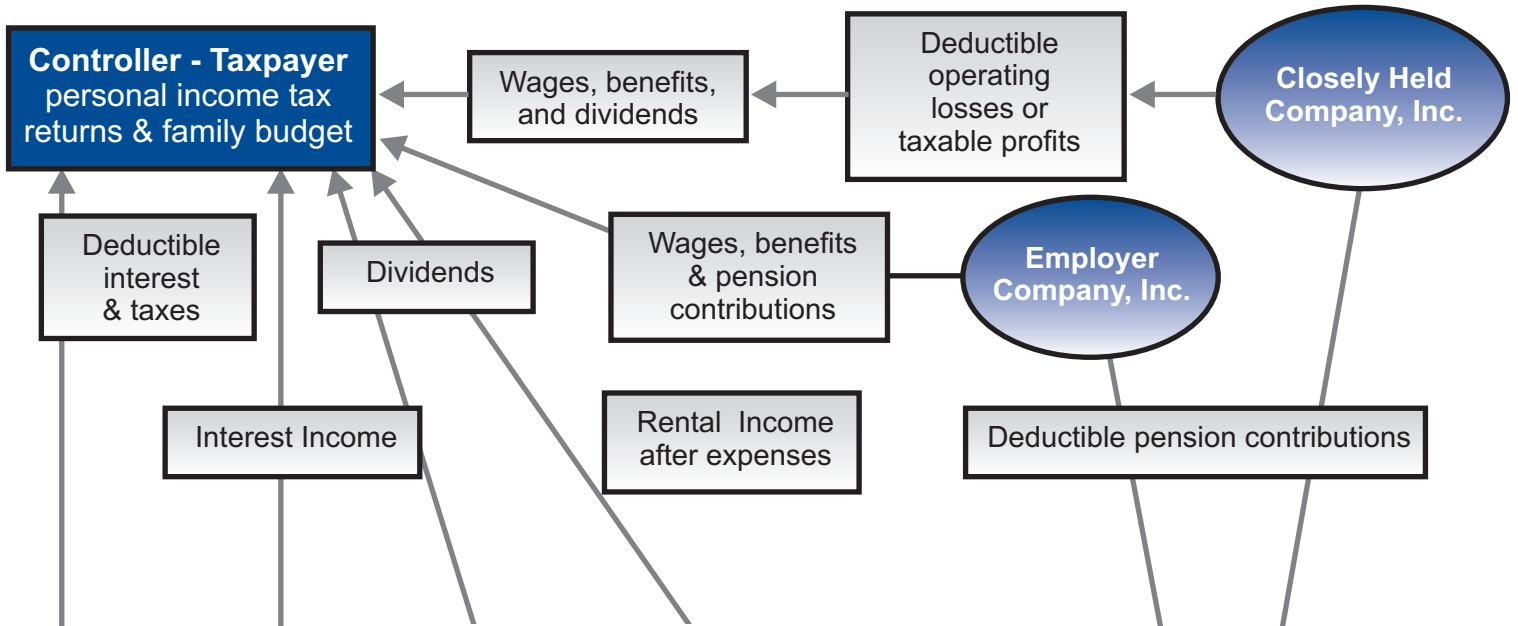 Controller - Taxpayer
personal income tax
returns & family budget
Wages, benefits,
and dividends
Deductible
operating
losses or
taxable profits
Closely Held
Company, Inc.
Deductible
interest
& taxes
Dividends
Wages, benefits
& pension
contributions
Employer
Company, Inc.
Interest Income
Rental Income
after expenses
Deductible pension contributions